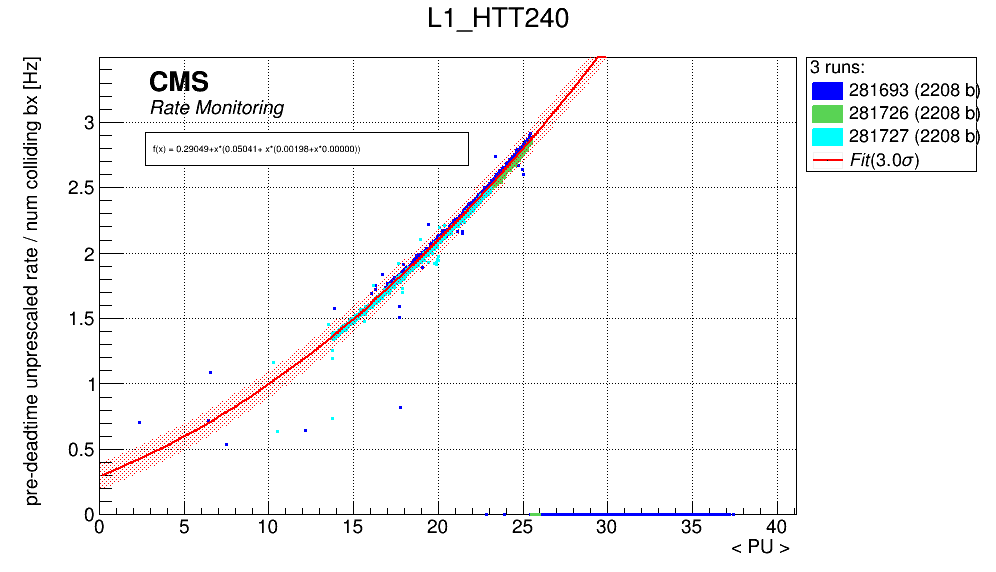 L1_HTT240
pre-deadtime unprescaled rate / num colliding bx [Hz]
CMS
Rate Monitoring
f(x) = 0.29049+x*(0.05041+ x*(0.00198+x*0.00000))
3
2.5
2
1.5
1
0.5
0
0 5 10 15 20 25 30 35 40
< PU >
3 runs:
281693 (2208 b)
281726 (2208 b)
281727 (2208 b)
Fit(3.0σ)